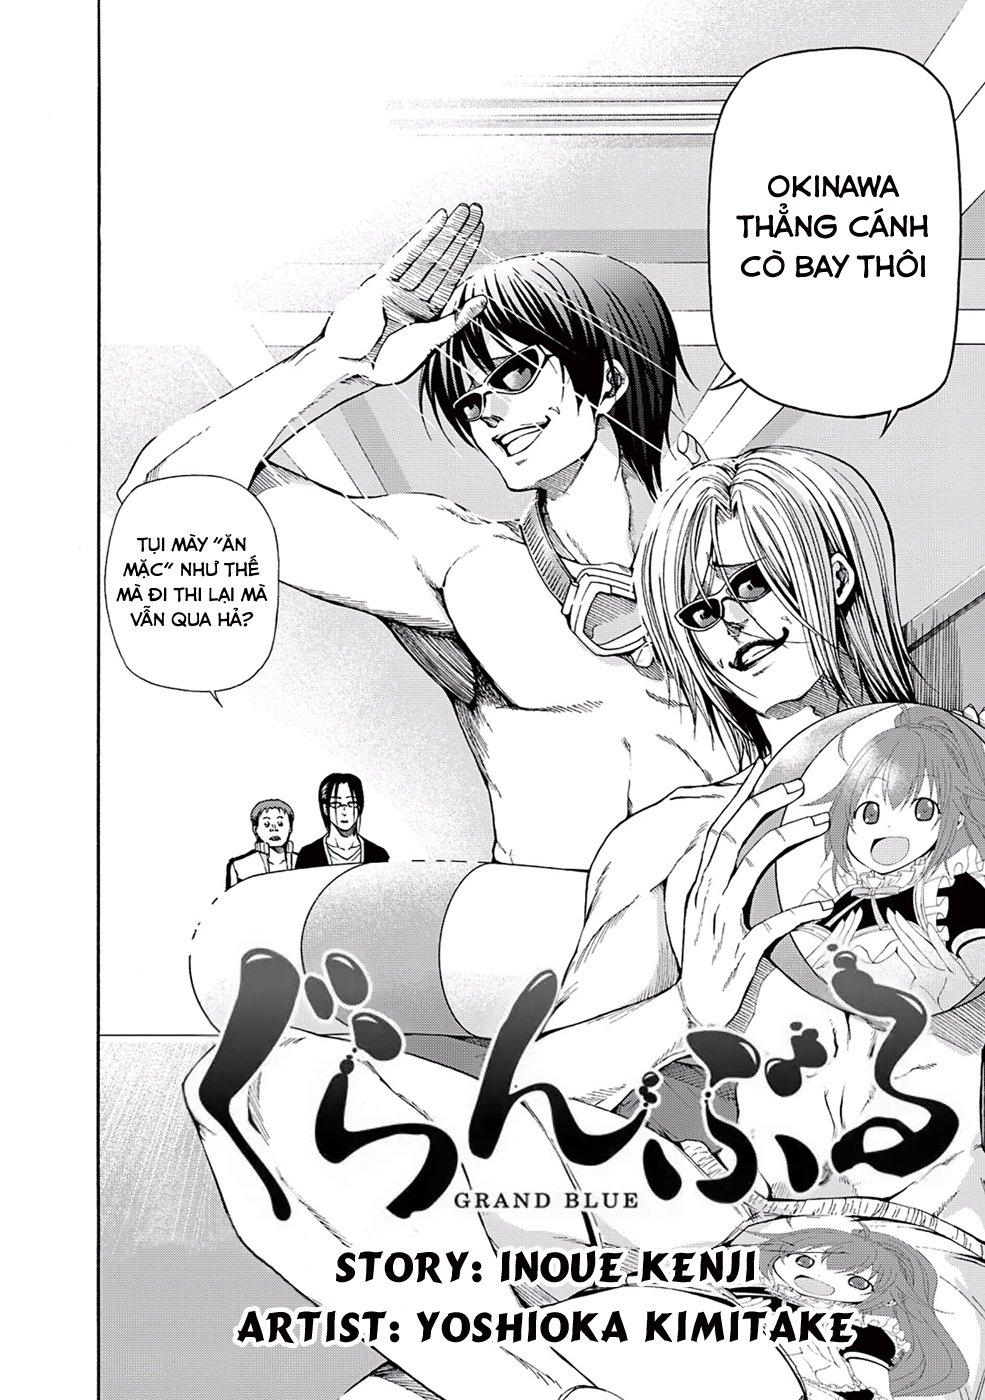 OKINAWA
THẲNG CÁNH
CÒ BAY THÔI
TỤI MÀY "ĂN
MẶC" NHƯ THẾ
MÀ ĐI THI LẠI MÀ
VẪN QUA HẢ?
ぐらんぶる
GRAND BLUE
STORY: INOUE KENJI
ARTIST: YOSHIOKA KIMITAKE